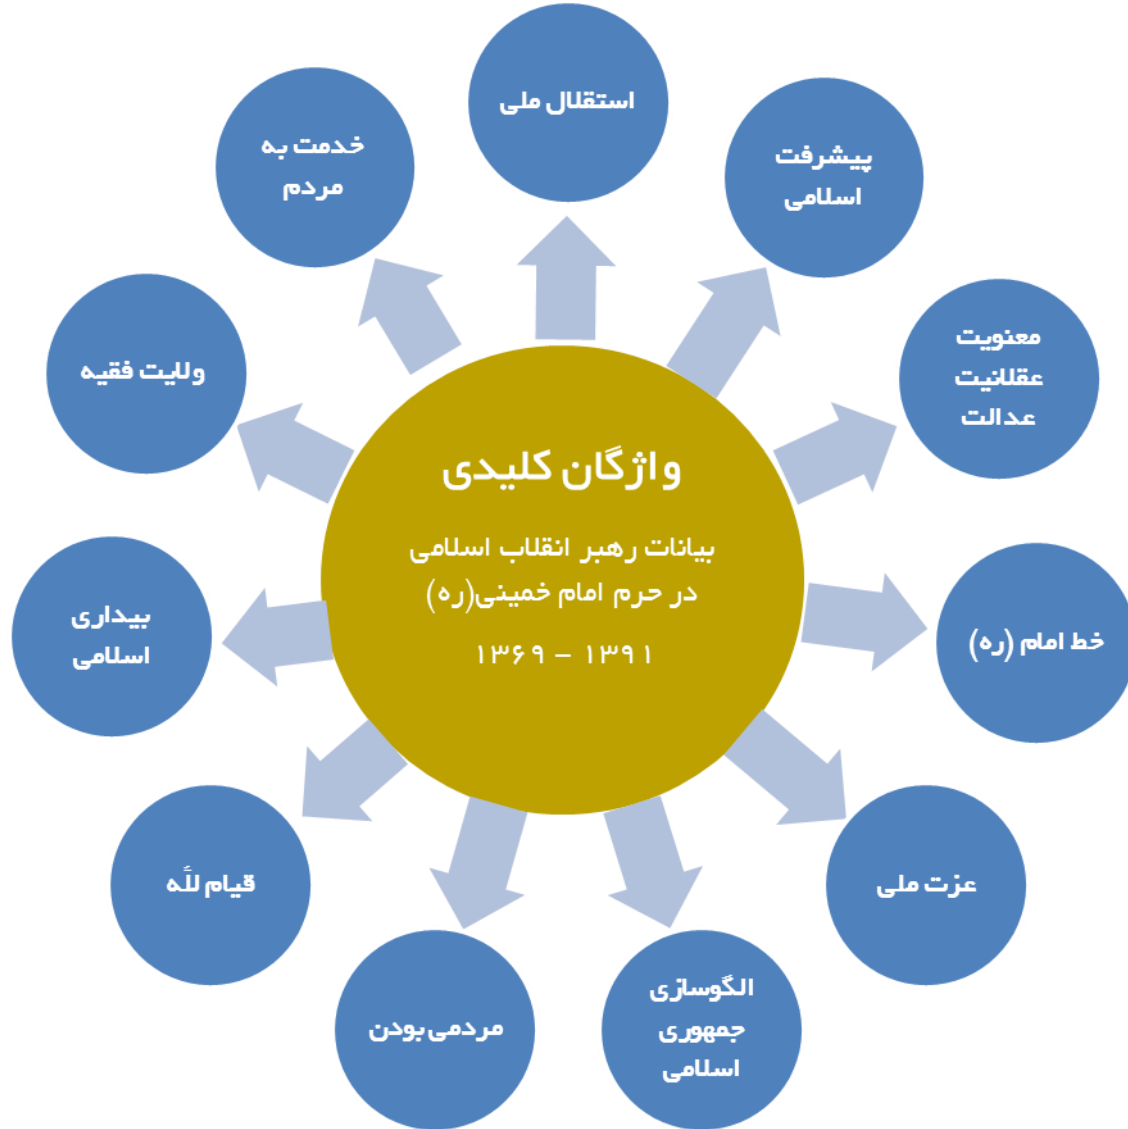 واژگان کلیدی
بیانات رهبر انقلاب اسلامی
در حرم امام خمینی(ره)
۱۳۶۹ – ۱۳۹۱
استقلال ملی
پیشرفت
اسلامی
معنویت
عقلانیت
عدالت
خط امام (ره)
عزت ملی
الگوسازی
جمهوری
اسلامی
مردمی بودن
قیام للّه
بیداری
اسلامی
ولایت فقیه
خدمت به
مردم